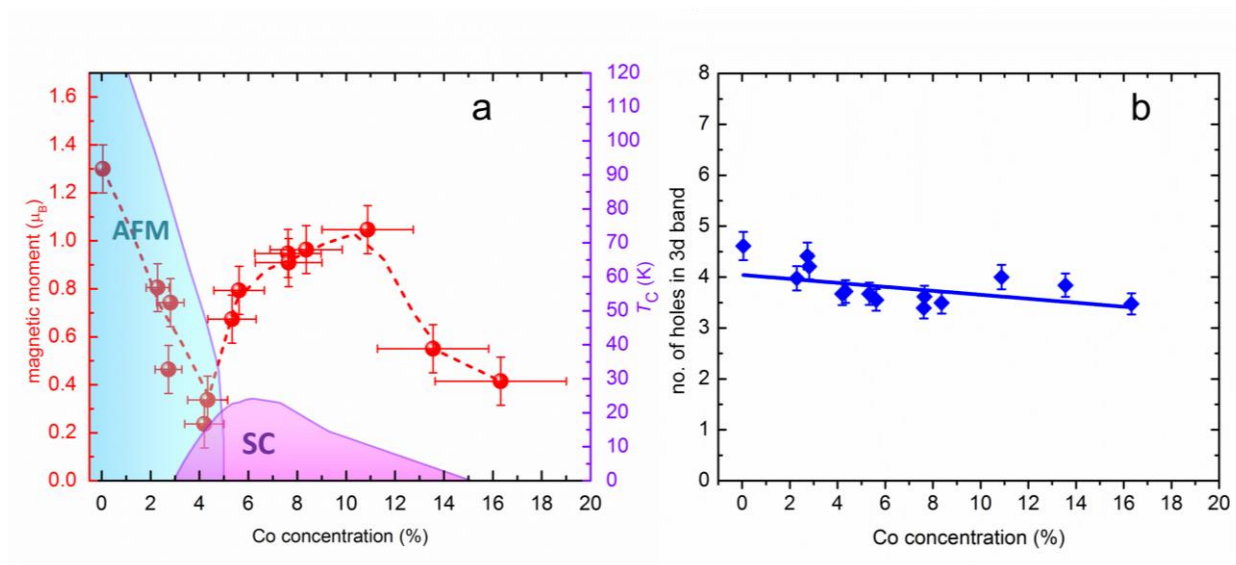 a
magnetic moment (μB)
1.6
1.4
1.2
1.0
0.8
0.6
0.4
0.2
0.0
AFM
SC
120
110
100
90
80
70
60
50
40
30
20
10
0
TC (K)
0 2 4 6 8 10 12 14 16 18 20
Co concentration (%)
b
no. of holes in 3d band
8
7
6
5
4
3
2
1
0
0 2 4 6 8 10 12 14 16 18 20
Co concentration (%)